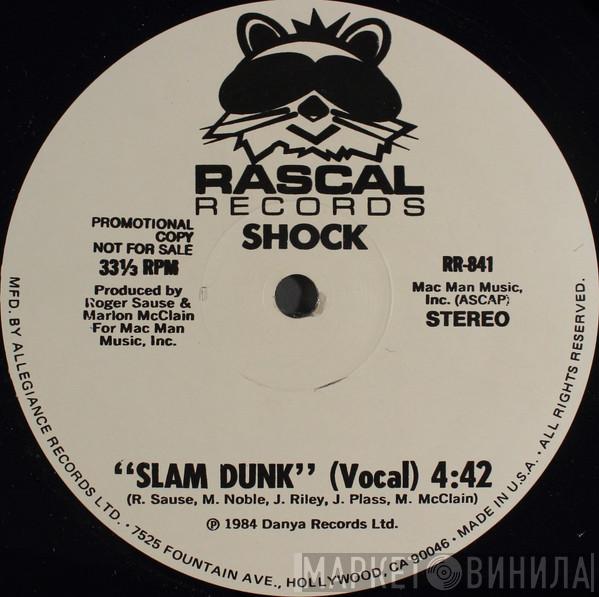 RASCAL
RECORDS
SHOCK
PROMOTIONAL
COPY
NOT FOR SALE
33⅓ RPM
Produced by
Roger Sause &
Marlon McClain
For Mac Man
Music, Inc.
RR-841
Mac Man Music,
Inc. (ASCAP)
STEREO
“SLAM DUNK” (Vocal) 4:42
(R. Sause, M. Noble, J. Riley, J. Plass, M. McClain)
℗ 1984 Danya Records Ltd.
MFD. BY ALLEGIANCE RECORDS LTD. • 7525 FOUNTAIN AVE., HOLLYWOOD, CA 90046 • MADE IN U.S.A. • ALL RIGHTS RESERVED.
МАРКЕТ ВИНИЛА